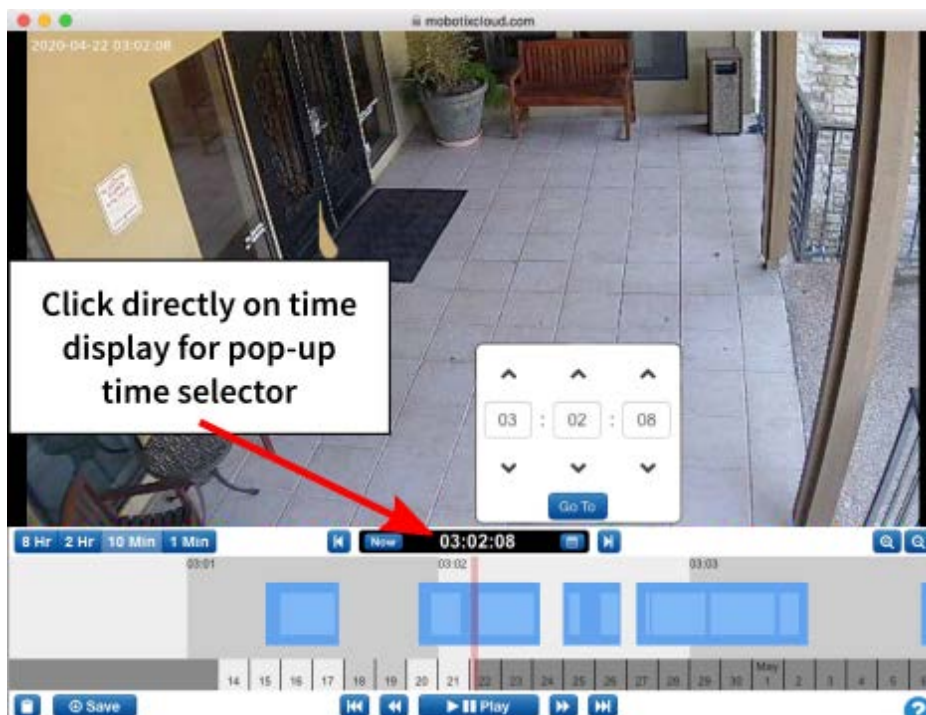 mobotixcloud.com
2020-04-22 03:02:08
Click directly on time
display for pop-up
time selector
03 : 02 : 08
Go To
8 Hr 2 Hr 10 Min 1 Min
Now 03:02:08
03:01 03:02 03:03
May
14 15 16 17 18 19 20 21 22 23 24 25 26 27 28 29 30 1 2 3 4 5
Save
Play
?